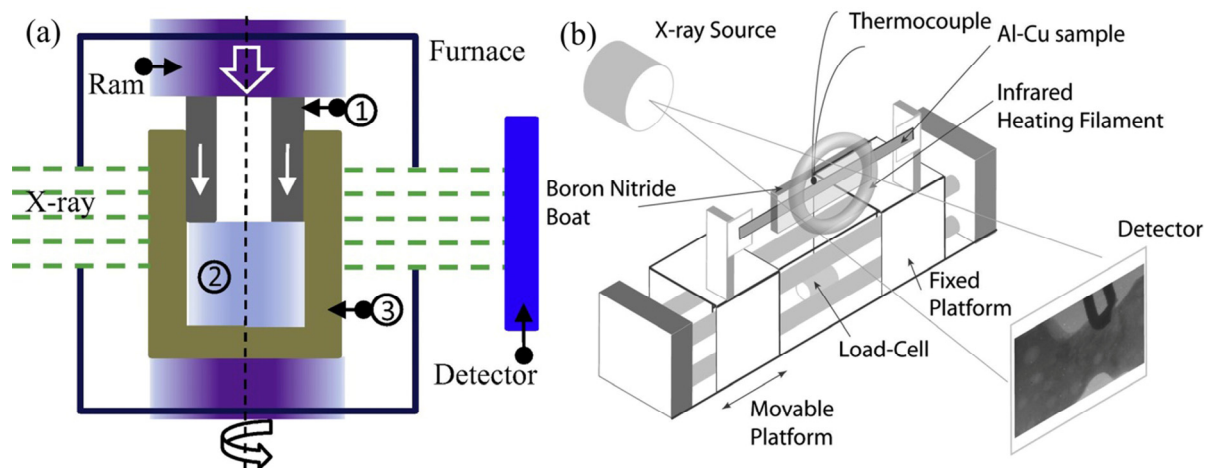 (a)
Furnace
Ram
①
X-ray
②
③
Detector
(b)
X-ray Source
Thermocouple
Al-Cu sample
Infrared
Heating Filament
Boron Nitride
Boat
Detector
Fixed
Platform
Load-Cell
Movable
Platform